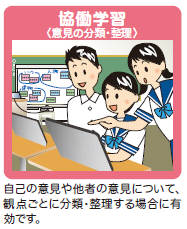 協働学習
〈意見の分類・整理〉
自己の意見や他者の意見について、
観点ごとに分類・整理する場合に有
効です。